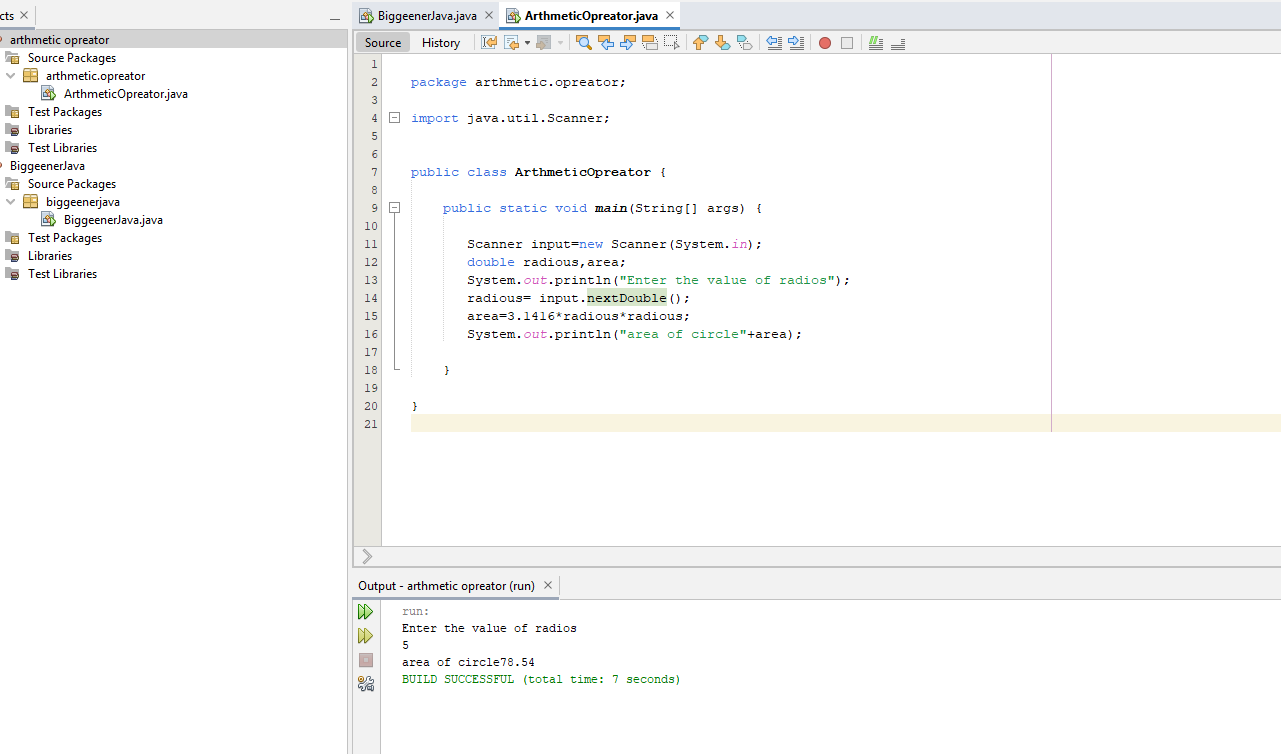 cts
arthmetic opreator
Source Packages
arthmetic.opreator
ArthmeticOpreator.java
Test Packages
Libraries
Test Libraries
BiggeenerJava
Source Packages
biggeenerjava
BiggeenerJava.java
Test Packages
Libraries
Test Libraries
BiggeenerJava.java ArthmeticOpreator.java
Source History
1
2 package arthmetic.opreator;
3
4 import java.util.Scanner;
5
6
7 public class ArthmeticOpreator {
8
9 public static void main(String[] args) {
10
11 Scanner input=new Scanner(System.in);
12 double radious,area;
13 System.out.println("Enter the value of radios");
14 radious= input.nextDouble();
15 area=3.1416*radious*radious;
16 System.out.println("area of circle"+area);
17
18 }
19
20 }
21
Output - arthmetic opreator (run)
run:
Enter the value of radios
5
area of circle78.54
BUILD SUCCESSFUL (total time: 7 seconds)